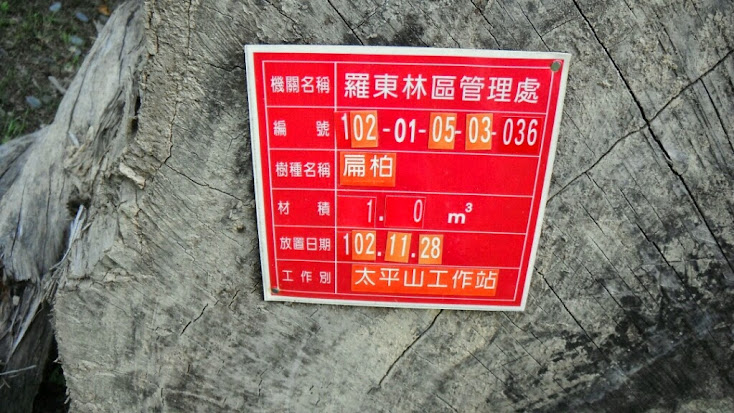 機關名稱 羅東林區管理處
編號 102-01-05-03-036
樹種名稱 扁柏
材積 1.0 m³
放置日期 102.11.28
工作別 太平山工作站